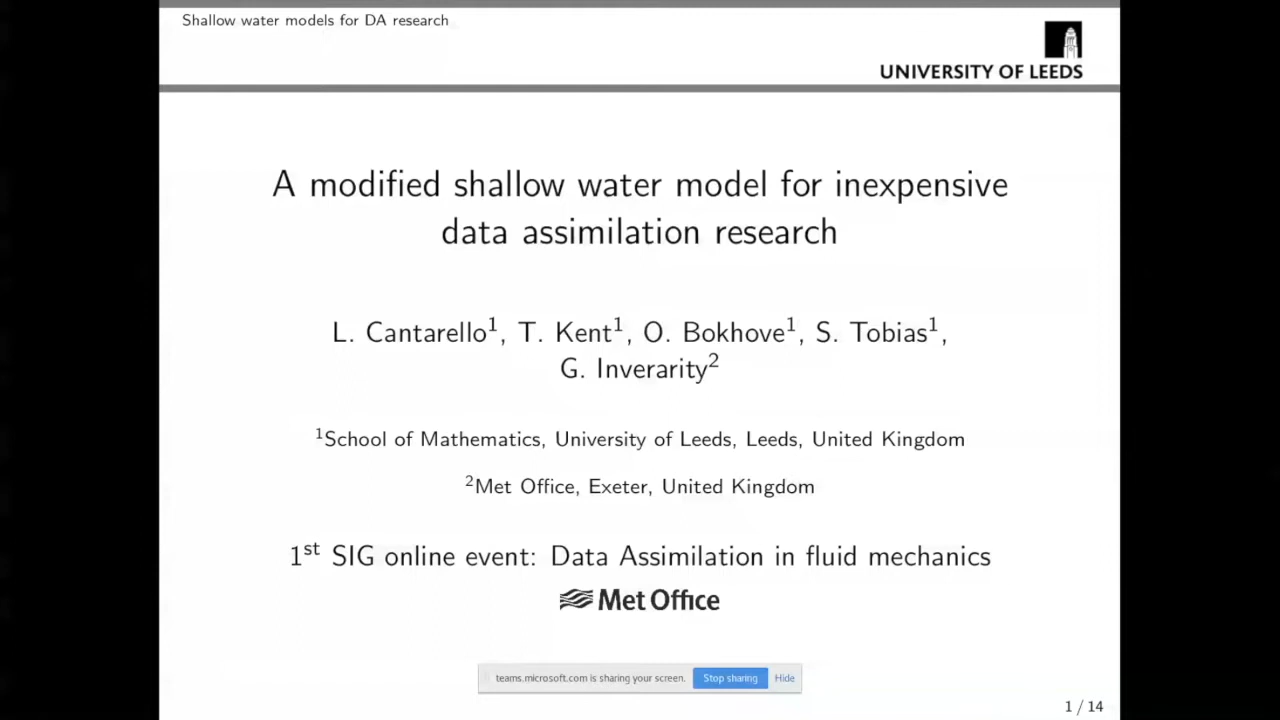 Shallow water models for DA research
UNIVERSITY OF LEEDS
A modified shallow water model for inexpensive
data assimilation research
L. Cantarello¹, T. Kent¹, O. Bokhove¹, S. Tobias¹,
G. Inverarity²
¹School of Mathematics, University of Leeds, Leeds, United Kingdom
²Met Office, Exeter, United Kingdom
1ˢᵗ SIG online event: Data Assimilation in fluid mechanics
Met Office
teams.microsoft.com is sharing your screen. Stop sharing Hide
1 / 14